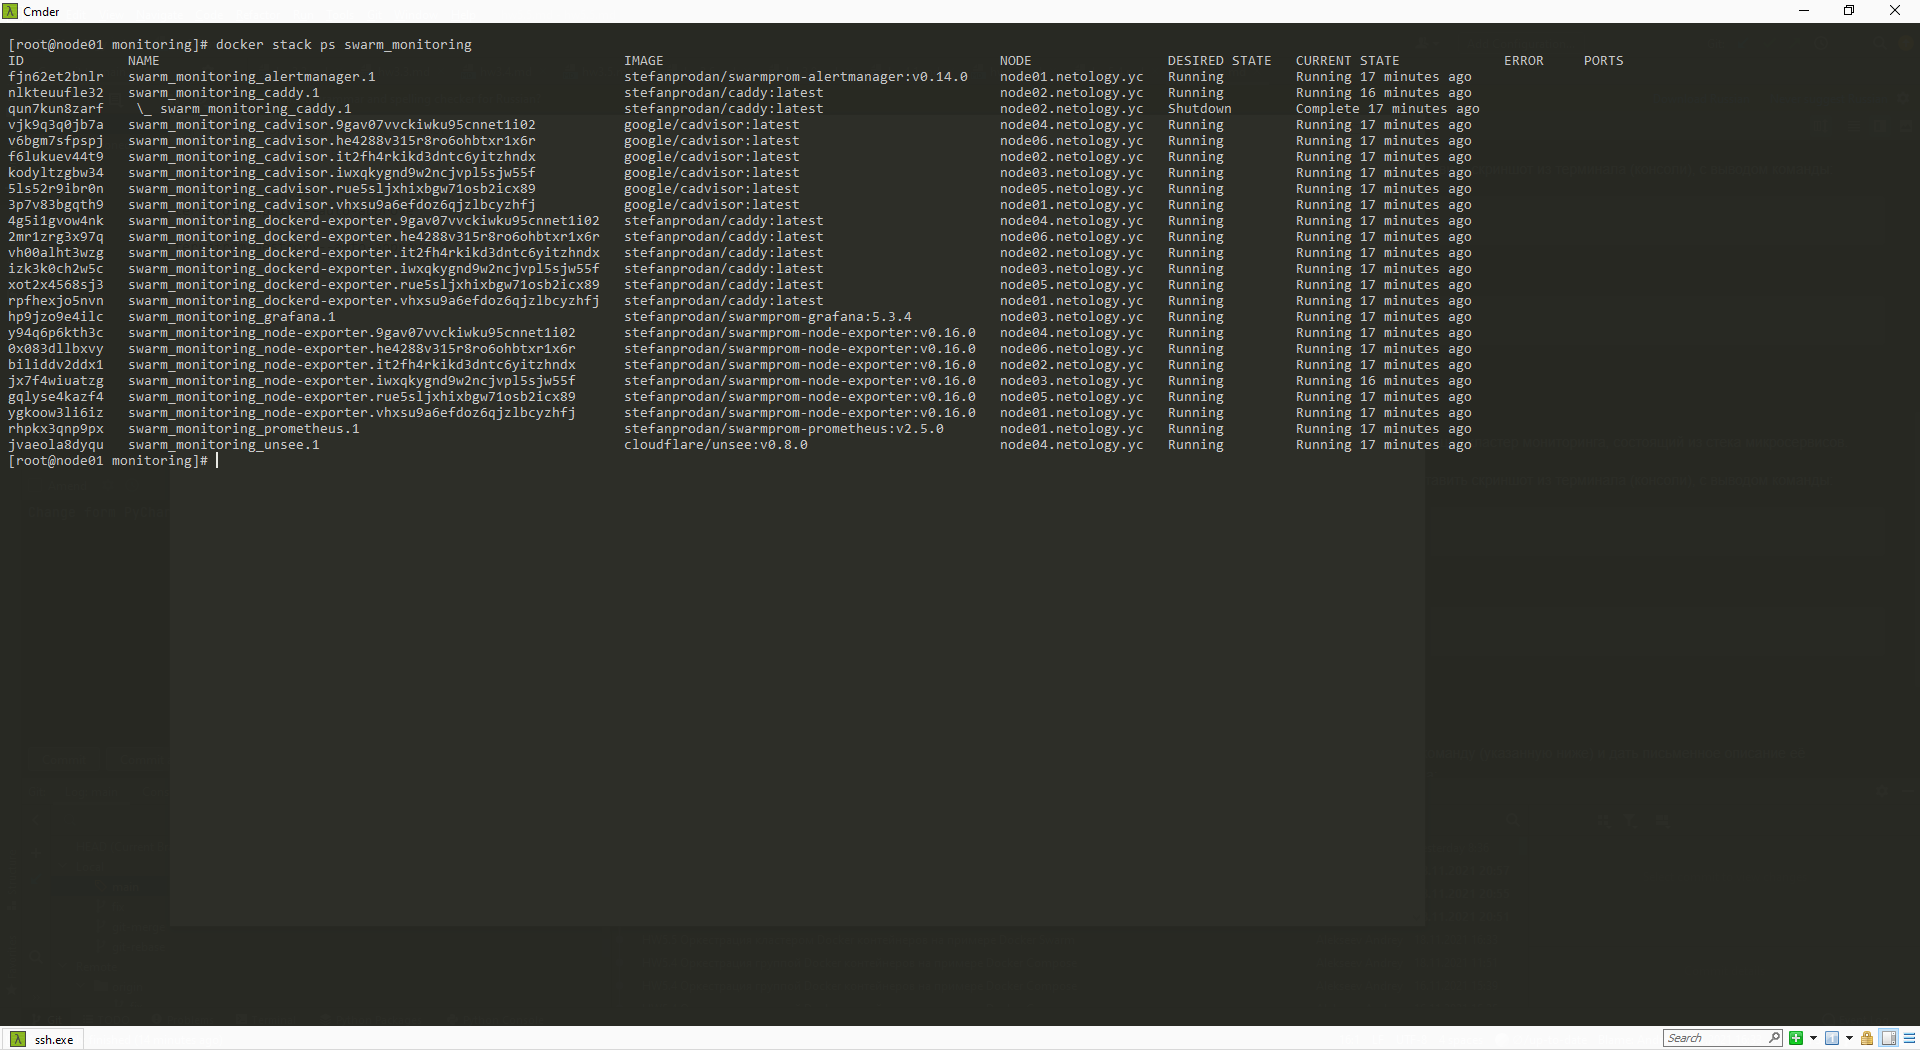 Cmder
[root@node01 monitoring]# docker stack ps swarm_monitoring
ID NAME IMAGE NODE DESIRED STATE CURRENT STATE ERROR PORTS
fjn62et2bnlr swarm_monitoring_alertmanager.1 stefanprodan/swarmprom-alertmanager:v0.14.0 node01.netology.yc Running Running 17 minutes ago
nlkteuufle32 swarm_monitoring_caddy.1 stefanprodan/caddy:latest node02.netology.yc Running Running 16 minutes ago
qun7kun8zarf \_ swarm_monitoring_caddy.1 stefanprodan/caddy:latest node02.netology.yc Shutdown Complete 17 minutes ago
vjk9q3q0jb7a swarm_monitoring_cadvisor.9gav07vvckiwku95cnnet1i02 google/cadvisor:latest node04.netology.yc Running Running 17 minutes ago
v6bgm7sfpspj swarm_monitoring_cadvisor.he4288v315r8ro6ohbtxr1x6r google/cadvisor:latest node06.netology.yc Running Running 17 minutes ago
f6lukuev44t9 swarm_monitoring_cadvisor.it2fh4rkikd3dntc6yitzhndx google/cadvisor:latest node02.netology.yc Running Running 17 minutes ago
kodyltzgbw34 swarm_monitoring_cadvisor.iwxqkygnd9w2ncjvpl5sjw55f google/cadvisor:latest node03.netology.yc Running Running 17 minutes ago
5ls52r9ibr0n swarm_monitoring_cadvisor.rue5sljxhixbgw71osb2icx89 google/cadvisor:latest node05.netology.yc Running Running 17 minutes ago
3p7v83bgqth9 swarm_monitoring_cadvisor.vhxsu9a6efdoz6qjzlbcyzhfj google/cadvisor:latest node01.netology.yc Running Running 17 minutes ago
4g5i1gvow4nk swarm_monitoring_dockerd-exporter.9gav07vvckiwku95cnnet1i02 stefanprodan/caddy:latest node04.netology.yc Running Running 17 minutes ago
2mr1zrg3x97q swarm_monitoring_dockerd-exporter.he4288v315r8ro6ohbtxr1x6r stefanprodan/caddy:latest node06.netology.yc Running Running 17 minutes ago
vh00alht3wzg swarm_monitoring_dockerd-exporter.it2fh4rkikd3dntc6yitzhndx stefanprodan/caddy:latest node02.netology.yc Running Running 17 minutes ago
izk3k0ch2w5c swarm_monitoring_dockerd-exporter.iwxqkygnd9w2ncjvpl5sjw55f stefanprodan/caddy:latest node03.netology.yc Running Running 17 minutes ago
xot2x4568sj3 swarm_monitoring_dockerd-exporter.rue5sljxhixbgw71osb2icx89 stefanprodan/caddy:latest node05.netology.yc Running Running 17 minutes ago
rpfhexjo5nvn swarm_monitoring_dockerd-exporter.vhxsu9a6efdoz6qjzlbcyzhfj stefanprodan/caddy:latest node01.netology.yc Running Running 17 minutes ago
hp9jzo9e4ilc swarm_monitoring_grafana.1 stefanprodan/swarmprom-grafana:5.3.4 node03.netology.yc Running Running 17 minutes ago
y94q6p6kth3c swarm_monitoring_node-exporter.9gav07vvckiwku95cnnet1i02 stefanprodan/swarmprom-node-exporter:v0.16.0 node04.netology.yc Running Running 17 minutes ago
0x083dllbxvy swarm_monitoring_node-exporter.he4288v315r8ro6ohbtxr1x6r stefanprodan/swarmprom-node-exporter:v0.16.0 node06.netology.yc Running Running 17 minutes ago
biliddv2ddx1 swarm_monitoring_node-exporter.it2fh4rkikd3dntc6yitzhndx stefanprodan/swarmprom-node-exporter:v0.16.0 node02.netology.yc Running Running 17 minutes ago
jx7f4wiuatzg swarm_monitoring_node-exporter.iwxqkygnd9w2ncjvpl5sjw55f stefanprodan/swarmprom-node-exporter:v0.16.0 node03.netology.yc Running Running 16 minutes ago
gqlyse4kazf4 swarm_monitoring_node-exporter.rue5sljxhixbgw71osb2icx89 stefanprodan/swarmprom-node-exporter:v0.16.0 node05.netology.yc Running Running 17 minutes ago
ygkoow3li6iz swarm_monitoring_node-exporter.vhxsu9a6efdoz6qjzlbcyzhfj stefanprodan/swarmprom-node-exporter:v0.16.0 node01.netology.yc Running Running 17 minutes ago
rhpkx3qnp9px swarm_monitoring_prometheus.1 stefanprodan/swarmprom-prometheus:v2.5.0 node01.netology.yc Running Running 17 minutes ago
jvaeola8dyqu swarm_monitoring_unsee.1 cloudflare/unsee:v0.8.0 node04.netology.yc Running Running 17 minutes ago
[root@node01 monitoring]#
ssh.exe Search